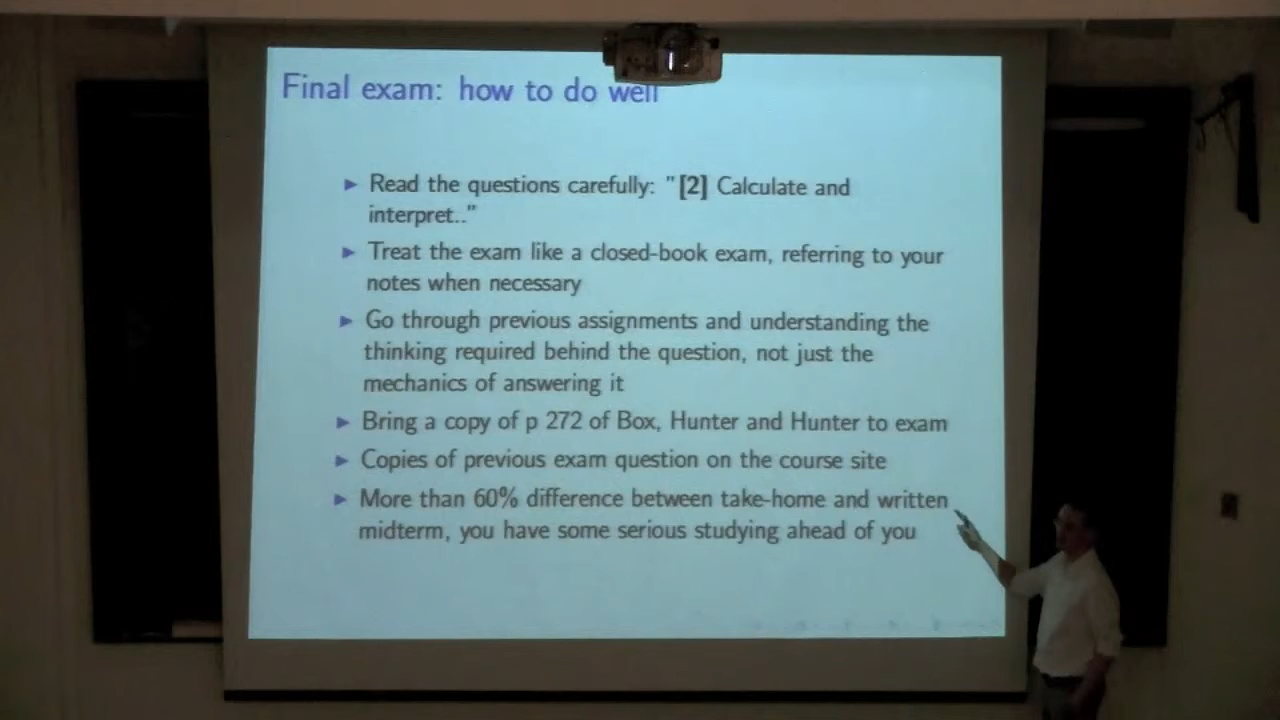 Final exam: how to do well
Read the questions carefully: "[2] Calculate and
interpret.."
Treat the exam like a closed-book exam, referring to your
notes when necessary
Go through previous assignments and understanding the
thinking required behind the question, not just the
mechanics of answering it
Bring a copy of p 272 of Box, Hunter and Hunter to exam
Copies of previous exam question on the course site
More than 60% difference between take-home and written
midterm, you have some serious studying ahead of you